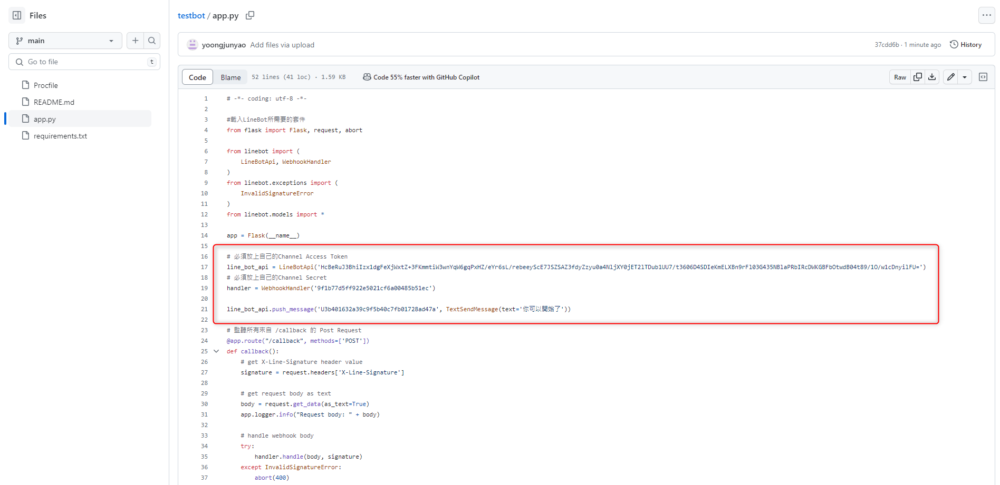 Files
main
Go to file
t
Procfile
README.md
app.py
requirements.txt
testbot / app.py
yoongjunyao Add files via upload
37cdd6b · 1 minute ago
History
Code
Blame
52 lines (41 loc) · 1.59 KB
Code 55% faster with GitHub Copilot
Raw
1 # -*- coding: utf-8 -*-
2
3 #載入LineBot所需要的套件
4 from flask import Flask, request, abort
5
6 from linebot import (
7 LineBotApi, WebhookHandler
8 )
9 from linebot.exceptions import (
10 InvalidSignatureError
11 )
12 from linebot.models import *
13
14 app = Flask(__name__)
15
16 # 必須放上自己的Channel Access Token
17 line_bot_api = LineBotApi('HcBeRuJ3BhiIzx1dgFeXjWxtZ+3FKmmtiW3wnYqW6gqPxHZ/eYr6sL/rebeeyScE7JSZSAZ3fdyZzyu0a4NljXY0jET2lTDub1UU7/t3606D4SDIeKmELXBn9rFl03G435NBlaPRbIRcDWKGBFbOtwdB04t89/1O/w1cDnyilFU=')
18 # 必須放上自己的Channel Secret
19 handler = WebhookHandler('9f1b77d5ff922e5021cf6a00485b51ec')
20
21 line_bot_api.push_message('U3b401632a39c9f5b40c7fb01728ad47a', TextSendMessage(text='你可以開始了'))
22
23 # 監聽所有來自 /callback 的 Post Request
24 @app.route("/callback", methods=['POST'])
25 def callback():
26 # get X-Line-Signature header value
27 signature = request.headers['X-Line-Signature']
28
29 # get request body as text
30 body = request.get_data(as_text=True)
31 app.logger.info("Request body: " + body)
32
33 # handle webhook body
34 try:
35 handler.handle(body, signature)
36 except InvalidSignatureError:
37 abort(400)